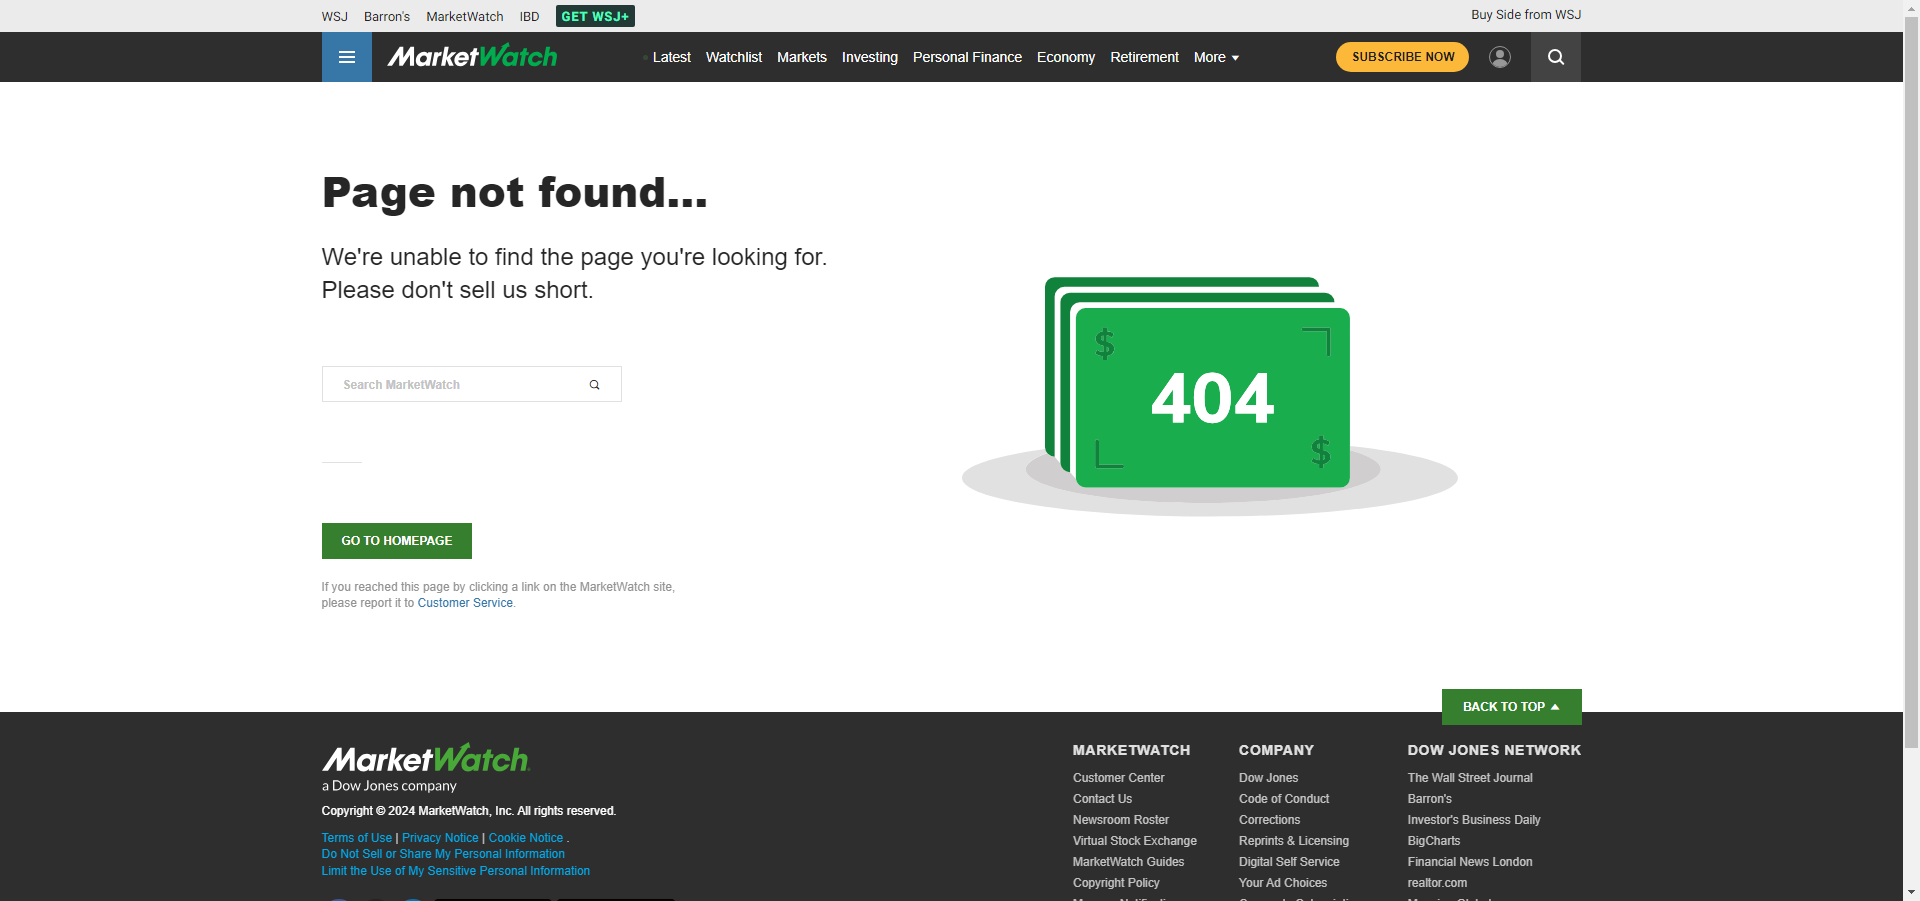 WSJ Barron's MarketWatch IBD GET WSJ+ Buy Side from WSJ
MarketWatch Latest Watchlist Markets Investing Personal Finance Economy Retirement More SUBSCRIBE NOW
Page not found...
We're unable to find the page you're looking for.
Please don't sell us short.
Search MarketWatch
GO TO HOMEPAGE
If you reached this page by clicking a link on the MarketWatch site,
please report it to Customer Service.
$
404
$
BACK TO TOP
MarketWatch
a Dow Jones company
Copyright © 2024 MarketWatch, Inc. All rights reserved.
Terms of Use | Privacy Notice | Cookie Notice .
Do Not Sell or Share My Personal Information
Limit the Use of My Sensitive Personal Information
MARKETWATCH
Customer Center
Contact Us
Newsroom Roster
Virtual Stock Exchange
MarketWatch Guides
Copyright Policy
COMPANY
Dow Jones
Code of Conduct
Corrections
Reprints & Licensing
Digital Self Service
Your Ad Choices
DOW JONES NETWORK
The Wall Street Journal
Barron's
Investor's Business Daily
BigCharts
Financial News London
realtor.com